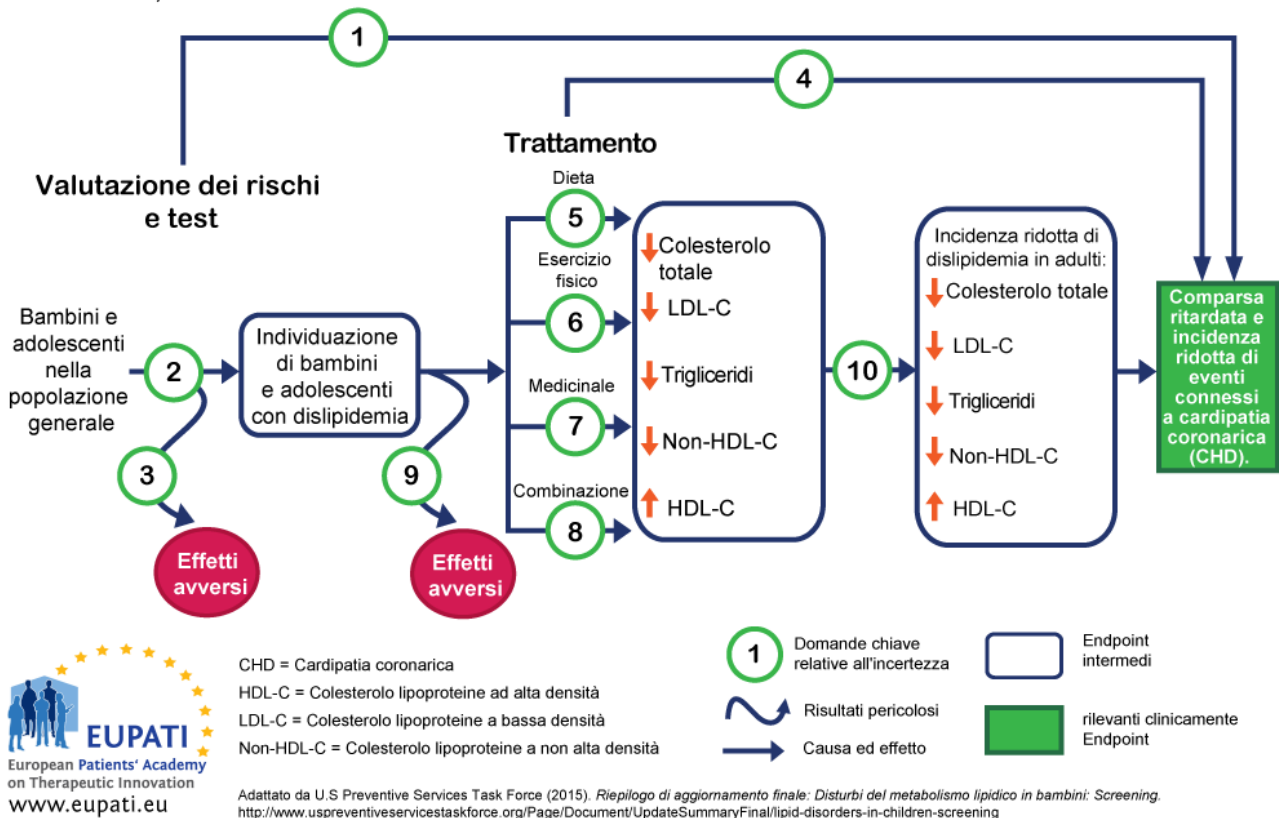 1
4
Trattamento
Valutazione dei rischi
e test
Dieta
5
Esercizio
fisico
6
Medicinale
7
Combinazione
8
Bambini e
adolescenti
nella
popolazione
generale
2
3
Effetti
avversi
Individuazione
di bambini
e adolescenti
con dislipidemia
9
Effetti
avversi
Colesterolo
totale
LDL-C
Trigliceridi
Non-HDL-C
HDL-C
10
Incidenza ridotta di
dislipidemia in adulti:
Colesterolo totale
LDL-C
Trigliceridi
Non-HDL-C
HDL-C
Comparsa
ritardata e
incidenza
ridotta di
eventi
connessi
a cardipatia
coronarica
(CHD).
EUPATI
European Patients' Academy
on Therapeutic Innovation
www.eupati.eu
CHD = Cardipatia coronarica
HDL-C = Colesterolo lipoproteine ad alta densità
LDL-C = Colesterolo lipoproteine a bassa densità
Non-HDL-C = Colesterolo lipoproteine a non alta densità
1
Domande chiave
relative all'incertezza
Risultati pericolosi
Causa ed effetto
Endpoint
intermedi
rilevanti clinicamente
Endpoint
Adattato da U.S Preventive Services Task Force (2015). Riepilogo di aggiornamento finale: Disturbi del metabolismo lipidico in bambini: Screening.
http://www.uspreventiveservicestaskforce.org/Page/Document/UpdateSummaryFinal/lipid-disorders-in-children-screening